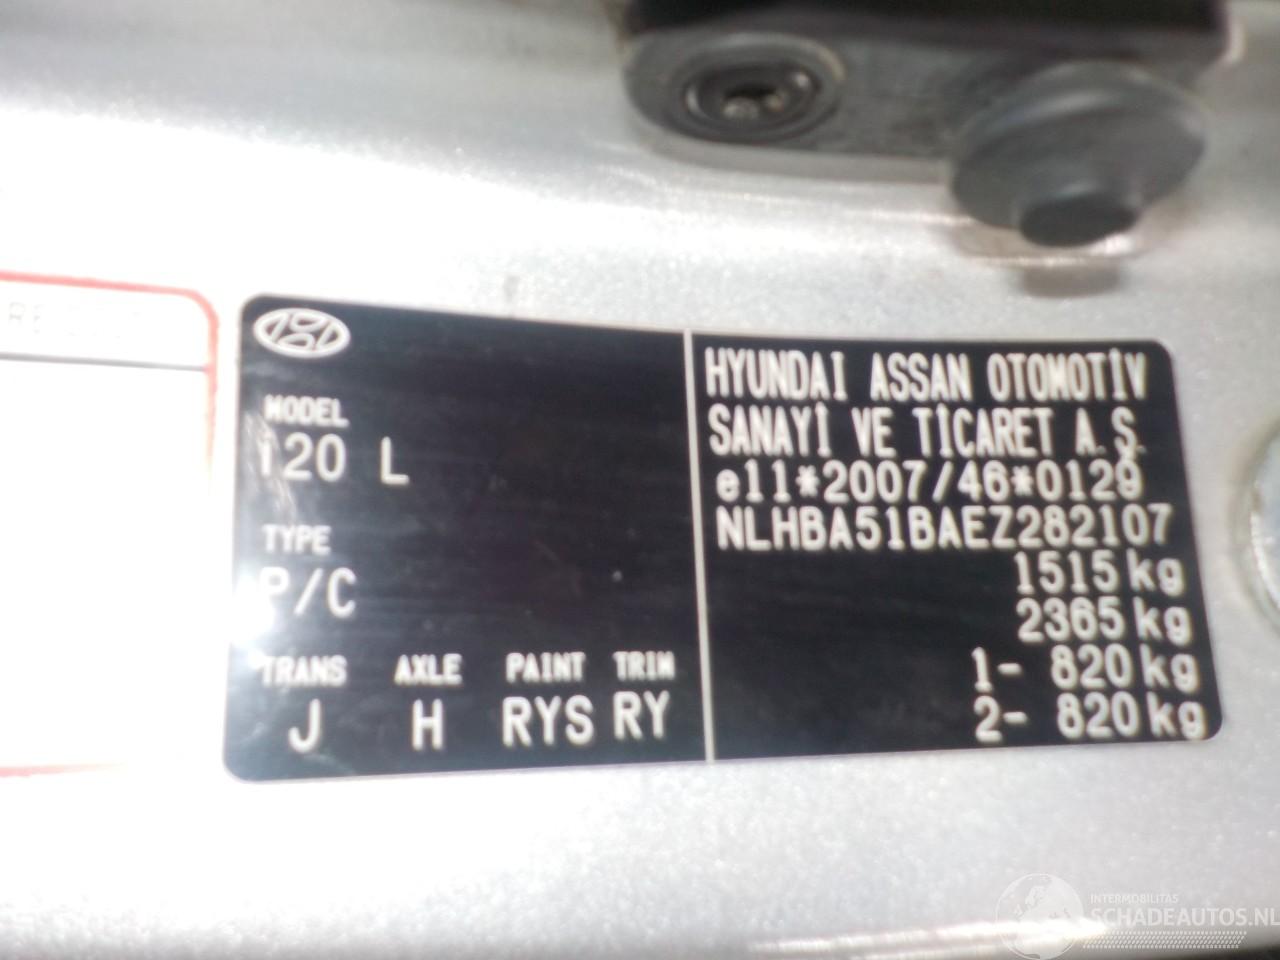 MODEL
i20 L
TYPE
P/C
TRANS AXLE PAINT TRIM
J H RYS RY
HYUNDAI ASSAN OTOMOTİV
SANAYİ VE TİCARET A.Ş.
e11*2007/46*0129
NLHBA51BAEZ282107
1515 kg
2365 kg
1- 820 kg
2- 820 kg
INTERMOBILITAS
SCHADEAUTOS.NL